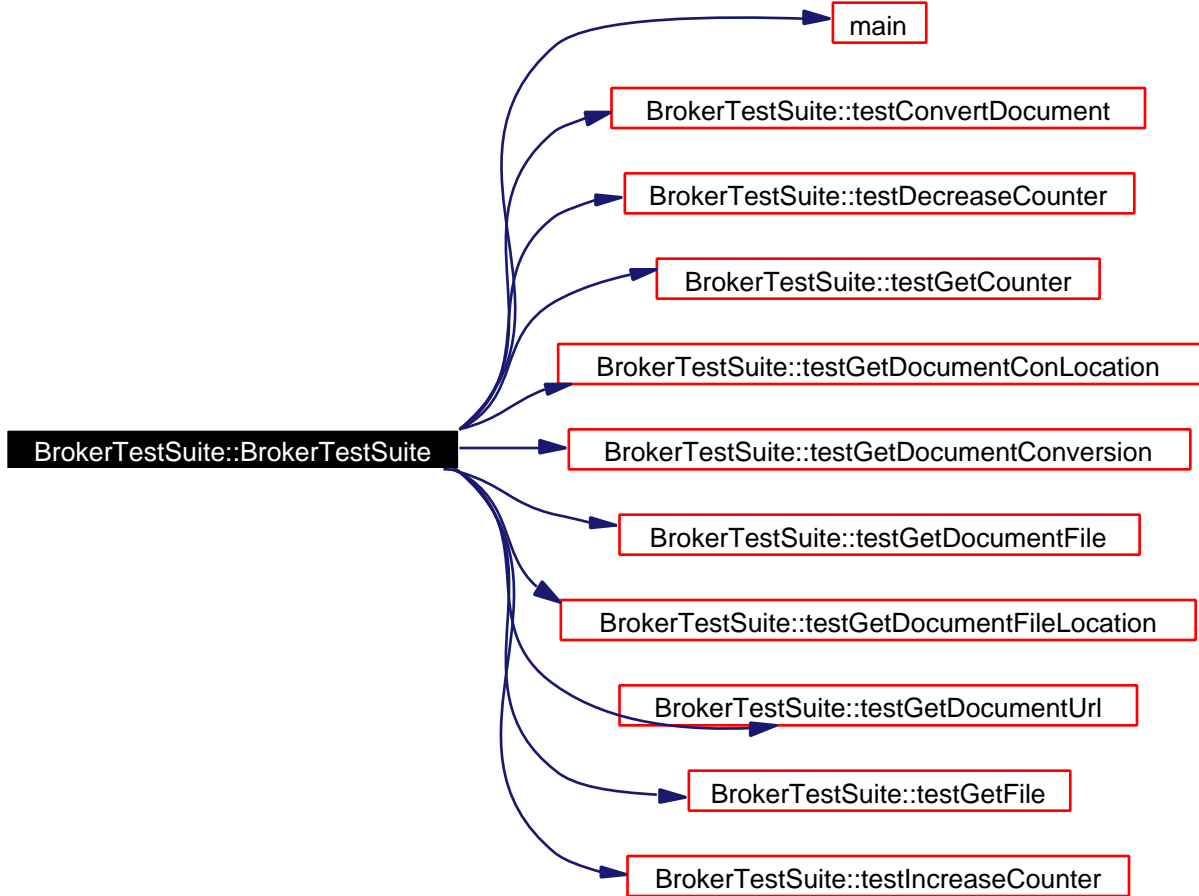 main
BrokerTestSuite::testConvertDocument
BrokerTestSuite::testDecreaseCounter
BrokerTestSuite::testGetCounter
BrokerTestSuite::testGetDocumentConLocation
BrokerTestSuite::BrokerTestSuite
BrokerTestSuite::testGetDocumentConversion
BrokerTestSuite::testGetDocumentFile
BrokerTestSuite::testGetDocumentFileLocation
BrokerTestSuite::testGetDocumentUrl
BrokerTestSuite::testGetFile
BrokerTestSuite::testIncreaseCounter